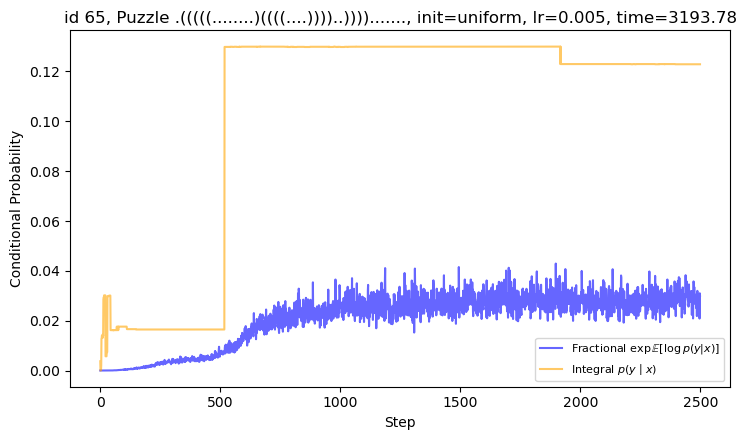 id 65, Puzzle .(((((........)((((....))))..))))......., init=uniform, lr=0.005, time=3193.78
Conditional Probability
0.12
0.10
0.08
0.06
0.04
0.02
0.00
Fractional exp𝔼[log p(y|x)]
Integral p(y | x)
0
500
1000
1500
2000
2500
Step